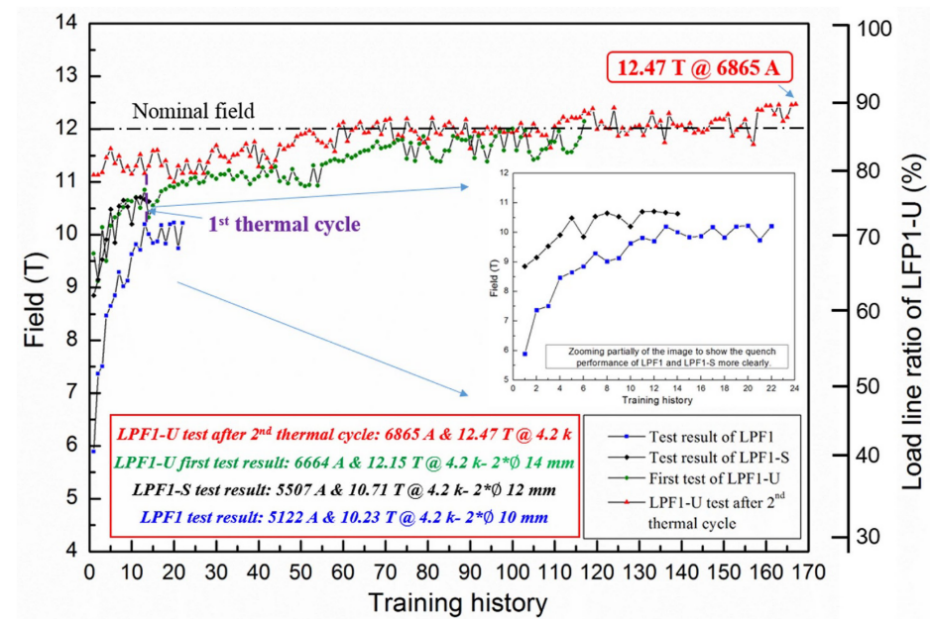 14
13
12
11
10
9
8
7
6
5
4
Field (T)
0 10 20 30 40 50 60 70 80 90 100 110 120 130 140 150 160 170
Training history
100
90
80
70
60
50
40
30
Load line ratio of LFP1-U (%)
12.47 T @ 6865 A
Nominal field
1st thermal cycle
12
11
10
9
8
7
6
5
Field (T)
0 2 4 6 8 10 12 14 16 18 20 22 24
Training history
Zooming partially of the image to show the quench
performance of LPF1 and LPF1-S more clearly.
LPF1-U test after 2nd thermal cycle: 6865 A & 12.47 T @ 4.2 k
LPF1-U first test result: 6664 A & 12.15 T @ 4.2 k- 2*∅ 14 mm
LPF1-S test result: 5507 A & 10.71 T @ 4.2 k- 2*∅ 12 mm
LPF1 test result: 5122 A & 10.23 T @ 4.2 k- 2*∅ 10 mm
Test result of LPF1
Test result of LPF1-S
First test of LPF1-U
LPF1-U test after 2nd
thermal cycle